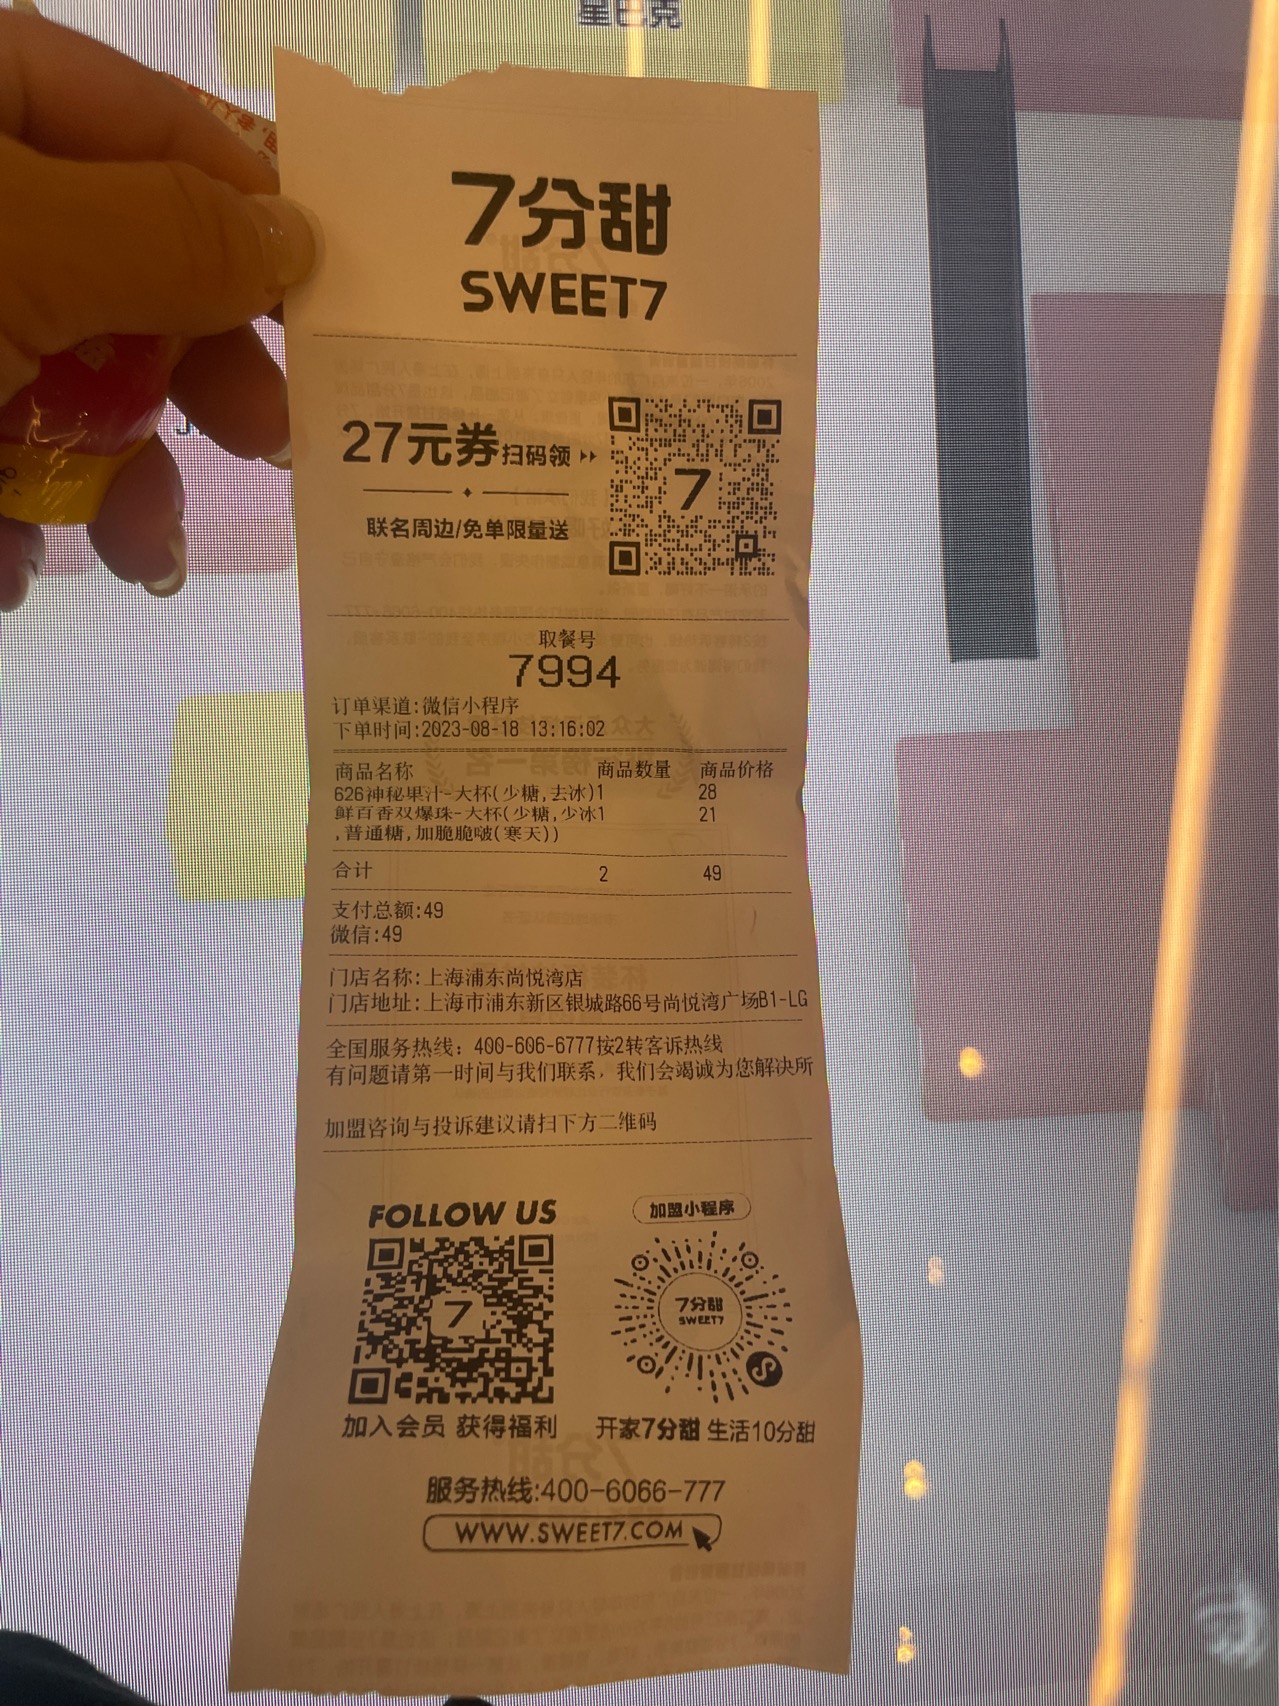 星巴克
7分甜
SWEET7
27元券扫码领
联名周边/免单限量送
7
取餐号
7994
订单渠道:微信小程序
下单时间:2023-08-18 13:16:02
商品名称 商品数量 商品价格
626神秘果汁-大杯(少糖,去冰)1 28
鲜百香双爆珠-大杯(少糖,少冰1 21
,普通糖,加脆脆啵(寒天))
合计 2 49
支付总额:49
微信:49
门店名称:上海浦东尚悦湾店
门店地址:上海市浦东新区银城路66号尚悦湾广场B1-LG
全国服务热线：400-606-6777按2转客诉热线
有问题请第一时间与我们联系，我们会竭诚为您解决所
加盟咨询与投诉建议请扫下方二维码
FOLLOW US
7
加入会员 获得福利
加盟小程序
7分甜
SWEET7
开家7分甜 生活10分甜
服务热线:400-6066-777
WWW.SWEET7.COM